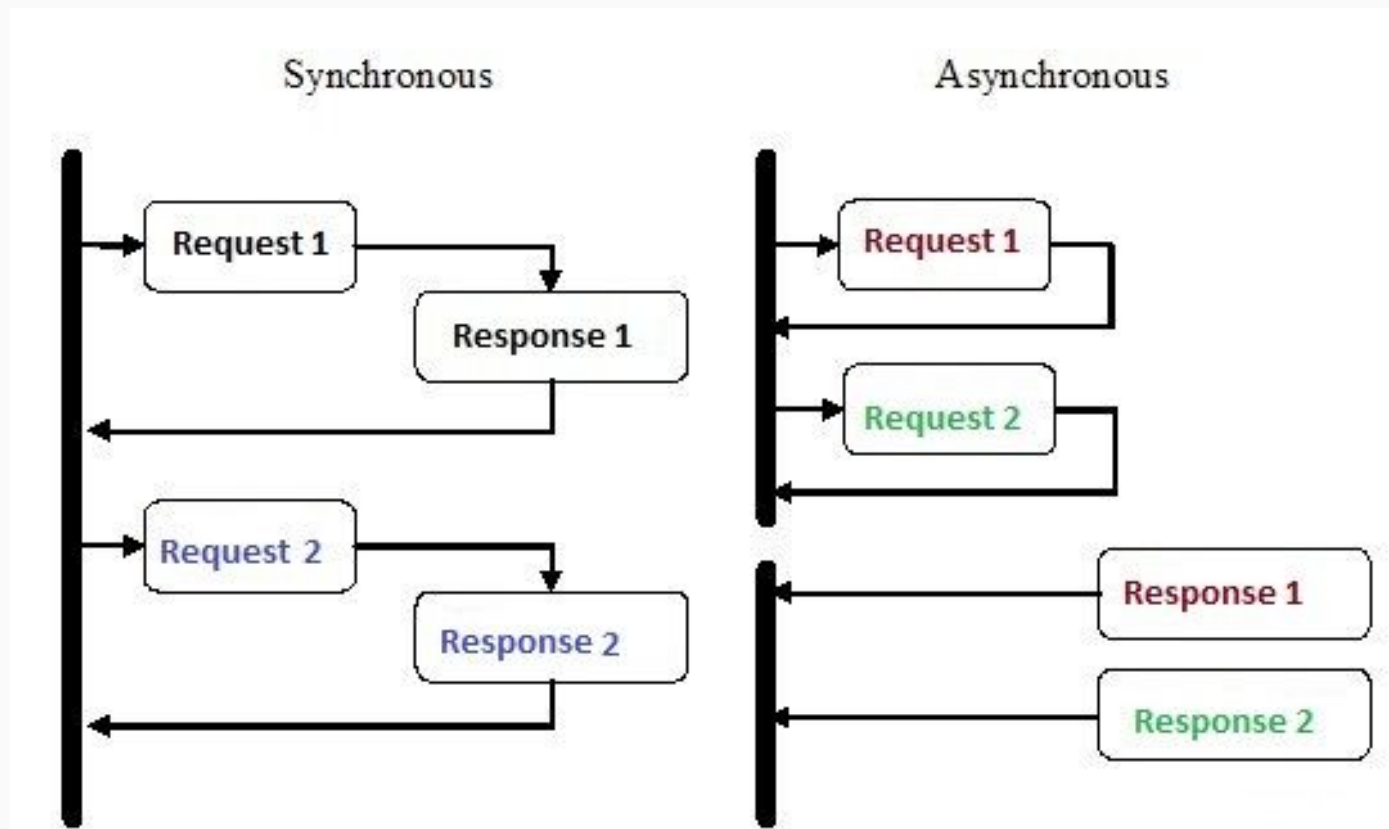 Synchronous
Asynchronous
Request 1
Response 1
Request 2
Response 2
Request 1
Request 2
Response 1
Response 2